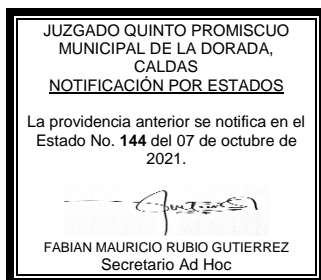 JUZGADO QUINTO PROMISCUO
MUNICIPAL DE LA DORADA,
CALDAS
NOTIFICACIÓN POR ESTADOS
La providencia anterior se notifica en el
Estado No. 144 del 07 de octubre de
2021.
FABIAN MAURICIO RUBIO GUTIERREZ
Secretario Ad Hoc